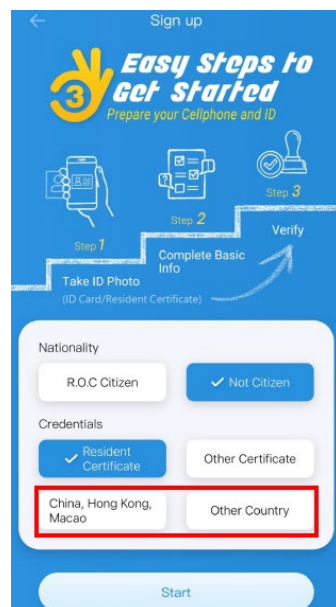 Sign up
Easy Steps to
3 Get Started
Prepare your Cellphone and ID
Step 3
Step 2
Verify
Step 1
Complete Basic
Info
Take ID Photo
(ID Card/Resident Certificate)
Nationality
R.O.C Citizen
Not Citizen
Credentials
Resident
Certificate
Other Certificate
China, Hong Kong,
Macao
Other Country
Start